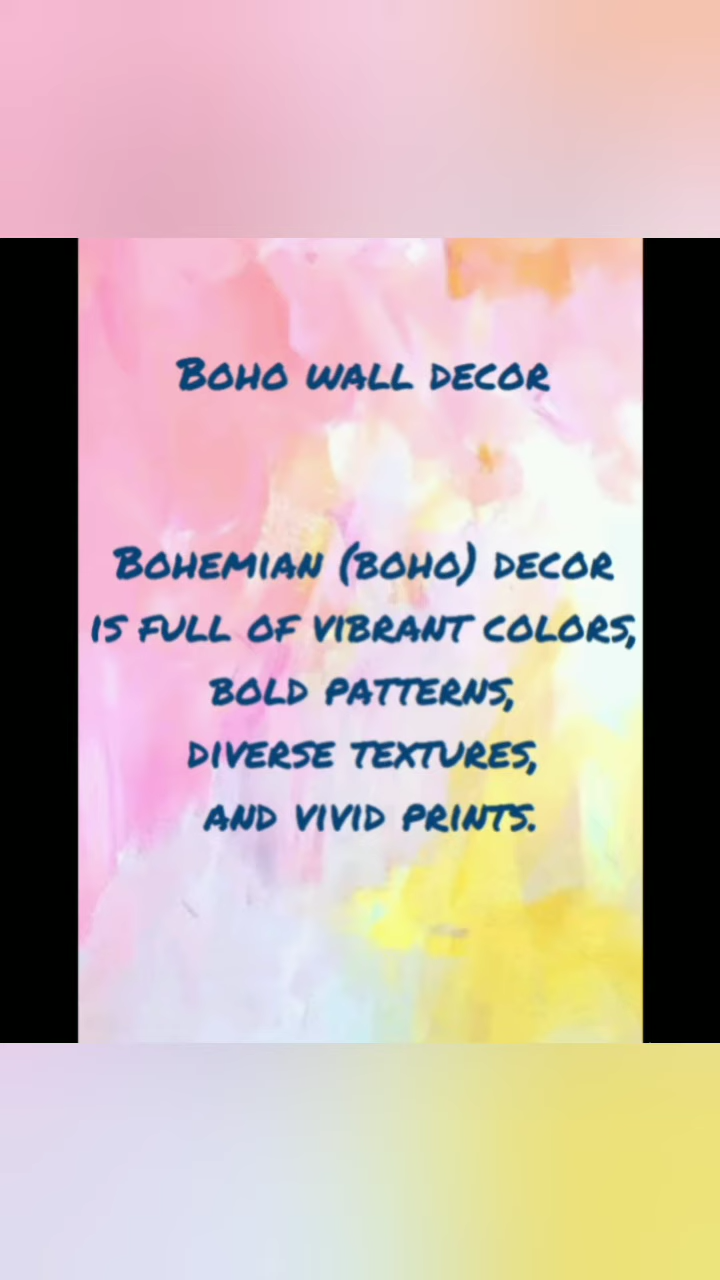 Boho wall decor
Bohemian (boho) decor
is full of vibrant colors,
bold patterns,
diverse textures,
and vivid prints.